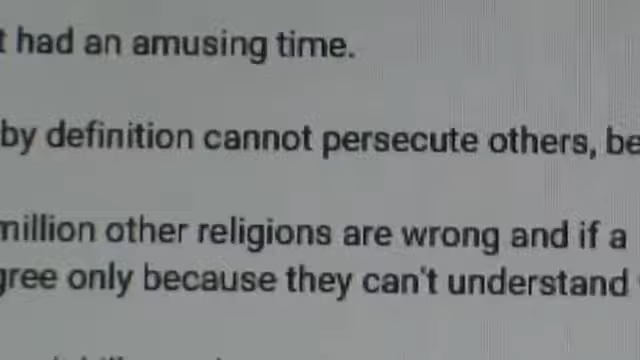 t had an amusing time.
by definition cannot persecute others, be
million other religions are wrong and if a
gree only because they can't understand